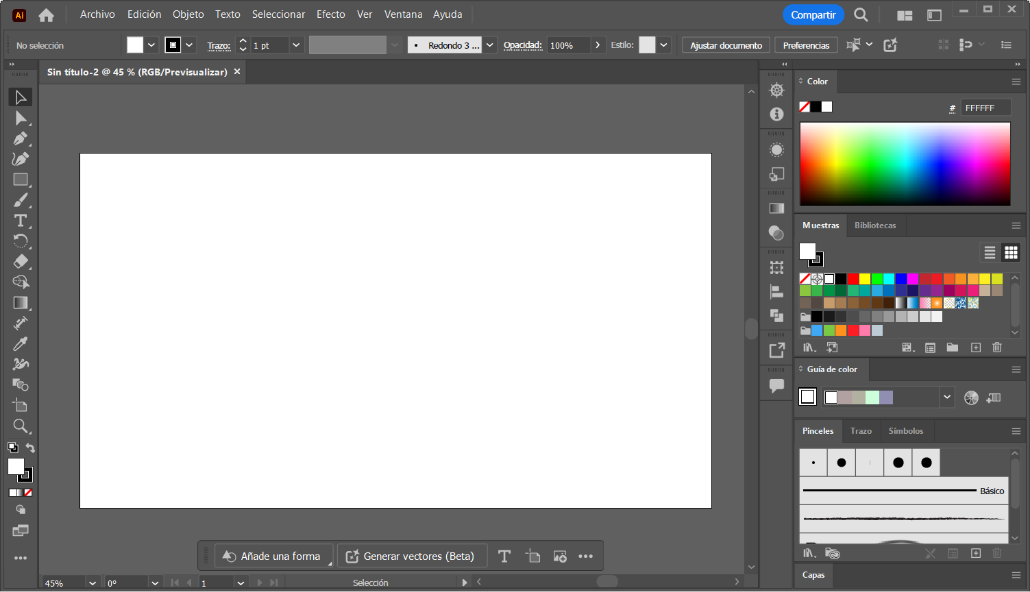 Ai Archivo Edición Objeto Texto Seleccionar Efecto Ver Ventana Ayuda Compartir
No selección Trazo: 1 pt Redondo 3 ... Opacidad: 100% Estilo: Ajustar documento Preferencias
Sin título-2 @ 45 % (RGB/Previsualizar) ×
Color
# FFFFFF
Muestras Bibliotecas
Guía de color
Pinceles Trazo Símbolos
Básico
Añade una forma Generar vectores (Beta) T
Capas
45% 0° 1 Selección